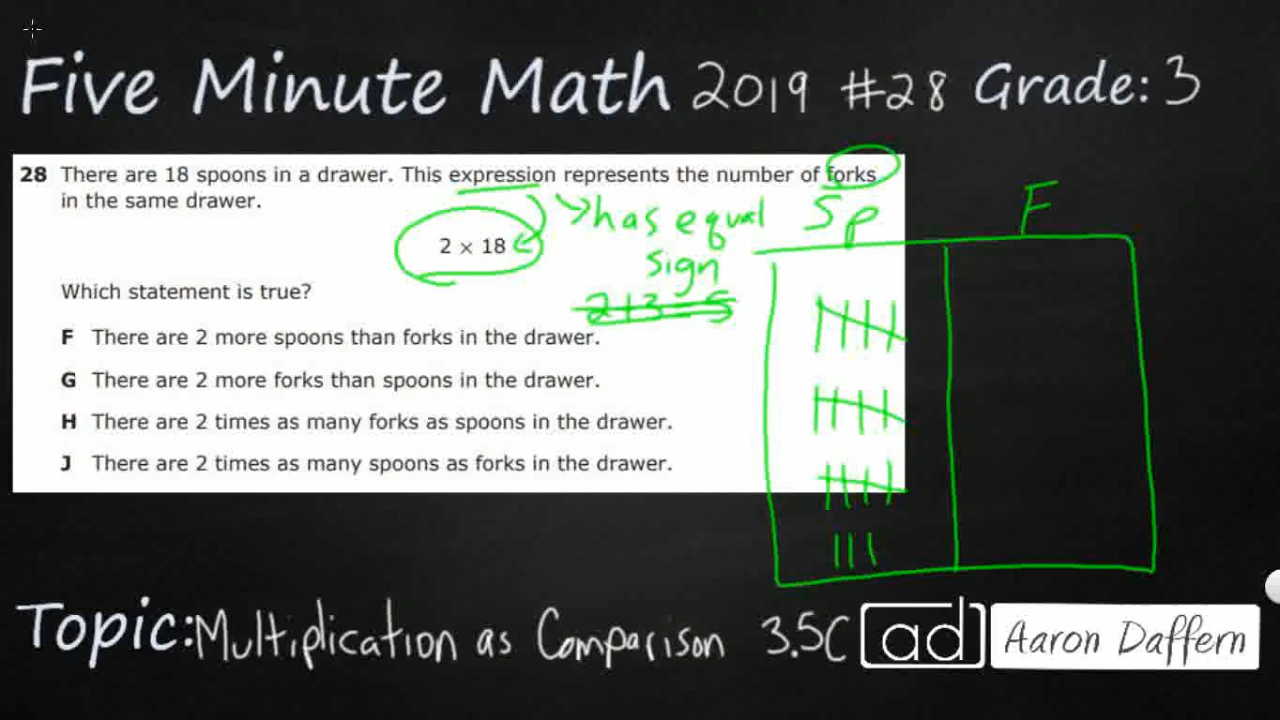 Five Minute Math 2019 #28 Grade: 3
28 There are 18 spoons in a drawer. This expression represents the number of forks
in the same drawer.
2 × 18
has equal
sign
2+3=5
Sp F
Which statement is true?
F There are 2 more spoons than forks in the drawer.
G There are 2 more forks than spoons in the drawer.
H There are 2 times as many forks as spoons in the drawer.
J There are 2 times as many spoons as forks in the drawer.
Topic: Multiplication as Comparison 3.5C ad Aaron Daffern